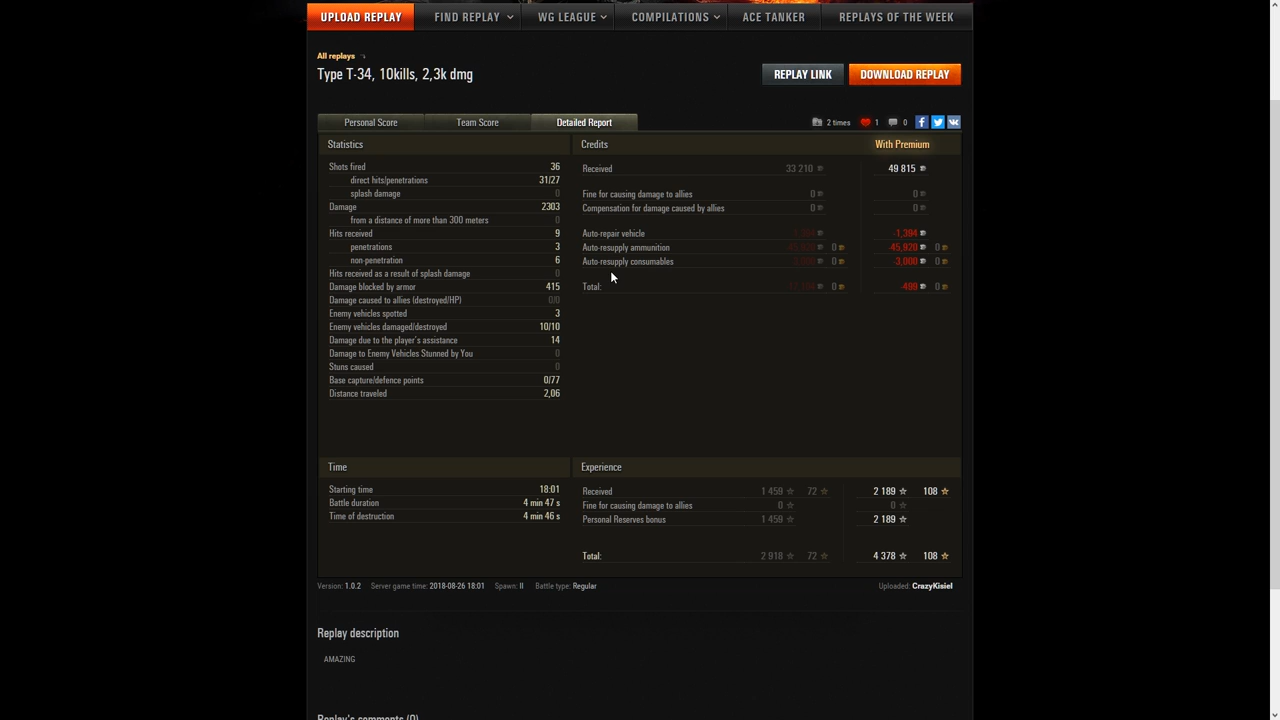 UPLOAD REPLAY FIND REPLAY WG LEAGUE COMPILATIONS ACE TANKER REPLAYS OF THE WEEK
All replays
Type T-34, 10kills, 2,3k dmg REPLAY LINK DOWNLOAD REPLAY
Personal Score Team Score Detailed Report 2 times 1 0
Statistics Credits With Premium
Shots fired 36 Received 33 210 49 815
direct hits/penetrations 31/27
splash damage 0 Fine for causing damage to allies 0 0
Damage 2303 Compensation for damage caused by allies 0 0
from a distance of more than 300 meters 0
Hits received 9 Auto-repair vehicle -1,394
penetrations 3 Auto-resupply ammunition 0 -45,920 0
non-penetration 6 Auto-resupply consumables 0 -3,000 0
Hits received as a result of splash damage 0
Damage blocked by armor 415 Total: 0 -499 0
Damage caused to allies (destroyed/HP) 0/0
Enemy vehicles spotted 3
Enemy vehicles damaged/destroyed 10/10
Damage due to the player's assistance 14
Damage to Enemy Vehicles Stunned by You 0
Stuns caused 0
Base capture/defence points 0/77
Distance traveled 2,06
Time Experience
Starting time 18:01 Received 1 459 72 2 189 108
Battle duration 4 min 47 s Fine for causing damage to allies 0 0
Time of destruction 4 min 46 s Personal Reserves bonus 1 459 2 189
Total: 2 918 72 4 378 108
Version: 1.0.2 Server game time: 2018-08-26 18:01 Spawn: II Battle type: Regular Uploaded: CrazyKisiel
Replay description
AMAZING
Replay's comments (0)